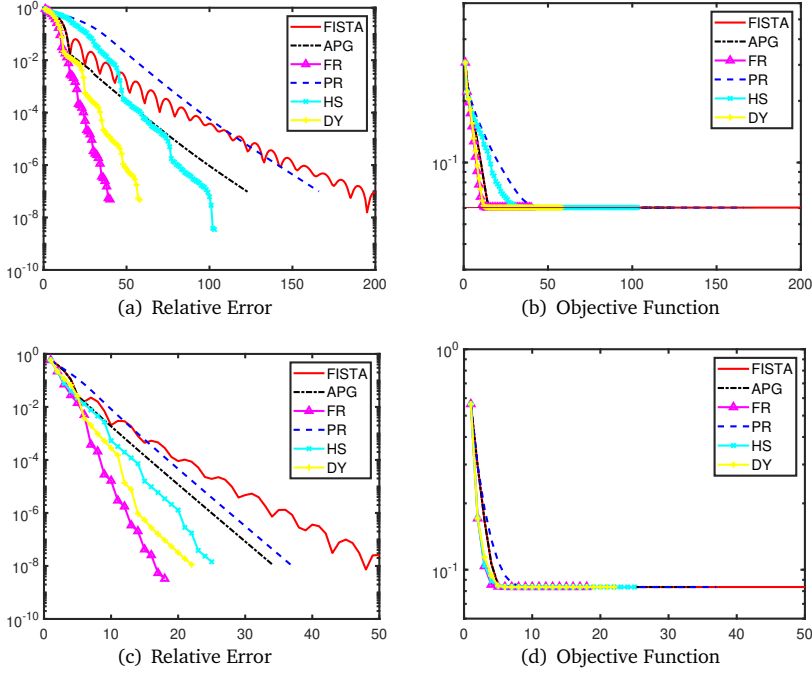 10^0
10^-2
10^-4
10^-6
10^-8
10^-10
0 50 100 150 200
FISTA
APG
FR
PR
HS
DY
(a) Relative Error
10^-1
0 50 100 150 200
FISTA
APG
FR
PR
HS
DY
(b) Objective Function
10^0
10^-2
10^-4
10^-6
10^-8
10^-10
0 10 20 30 40 50
FISTA
APG
FR
PR
HS
DY
(c) Relative Error
10^0
10^-1
0 10 20 30 40 50
FISTA
APG
FR
PR
HS
DY
(d) Objective Function